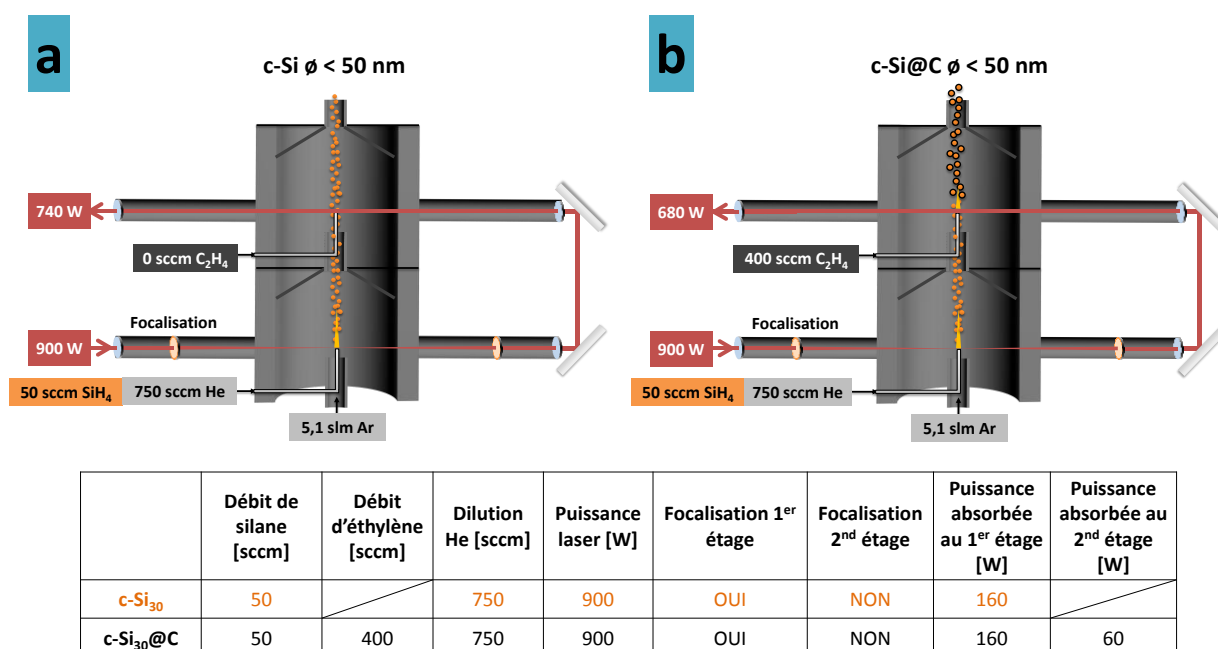 a
c-Si ø < 50 nm
740 W
0 sccm C₂H₄
Focalisation
900 W
50 sccm SiH₄
750 sccm He
5,1 slm Ar
b
c-Si@C ø < 50 nm
680 W
400 sccm C₂H₄
Focalisation
900 W
50 sccm SiH₄
750 sccm He
5,1 slm Ar
Débit de
silane
[sccm]
Débit
d'éthylène
[sccm]
Dilution
He [sccm]
Puissance
laser [W]
Focalisation 1er
étage
Focalisation
2nd étage
Puissance
absorbée
au 1er étage
[W]
Puissance
absorbée au
2nd étage
[W]
c-Si₃₀ 50 750 900 OUI NON 160
c-Si₃₀@C 50 400 750 900 OUI NON 160 60